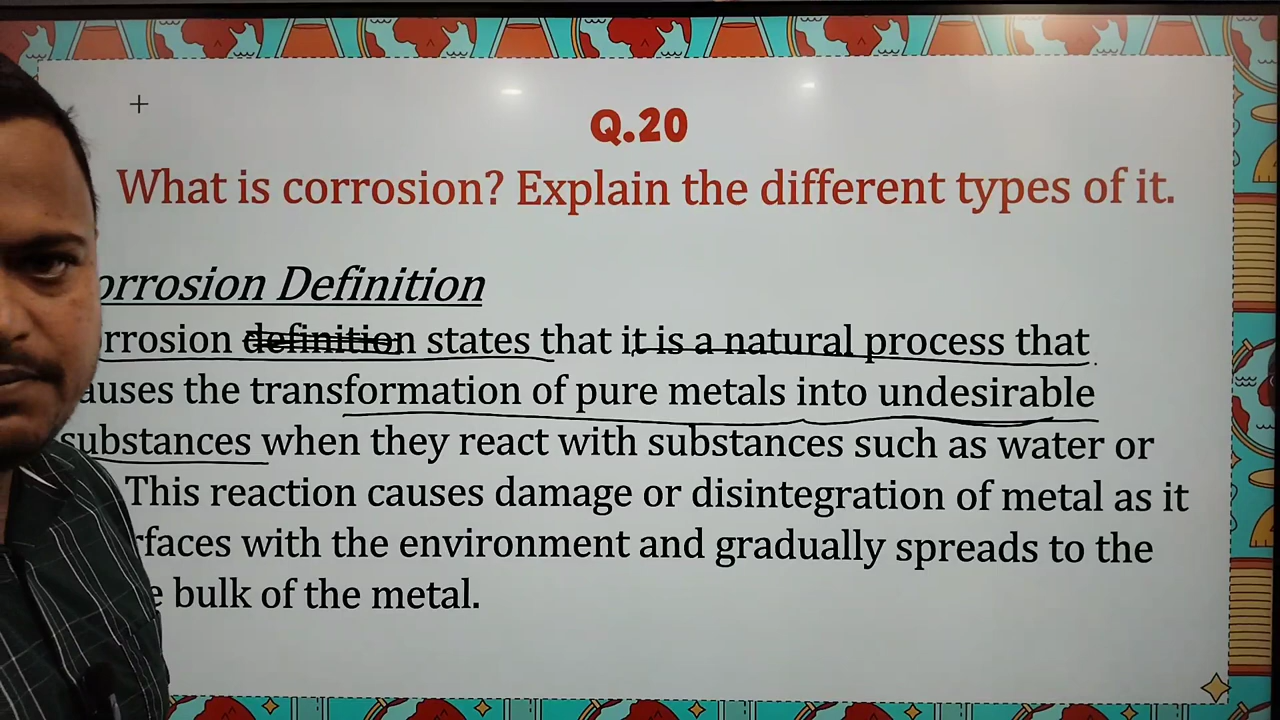 Q.20
What is corrosion? Explain the different types of it.
orrosion Definition
rrosion definition states that it is a natural process that
auses the transformation of pure metals into undesirable
substances when they react with substances such as water or
This reaction causes damage or disintegration of metal as it
rfaces with the environment and gradually spreads to the
e bulk of the metal.